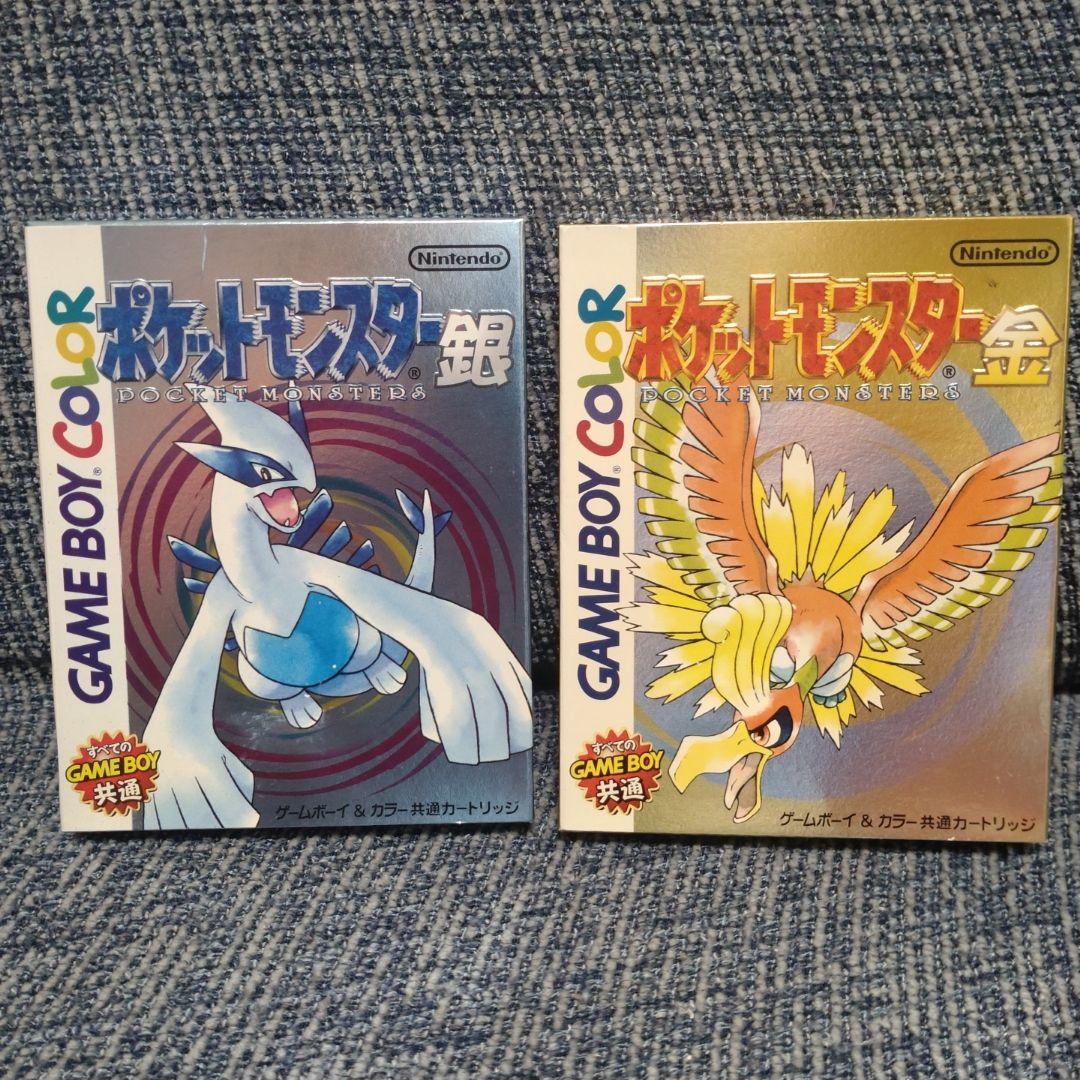 Nintendo®
ポケットモンスター銀
®
POCKET MONSTERS
GAME BOY® COLOR
すべての
GAME BOY
共通
ゲームボーイ & カラー共通カートリッジ
Nintendo®
ポケットモンスター金
®
POCKET MONSTERS
GAME BOY® COLOR
すべての
GAME BOY
共通
ゲームボーイ & カラー共通カートリッジ